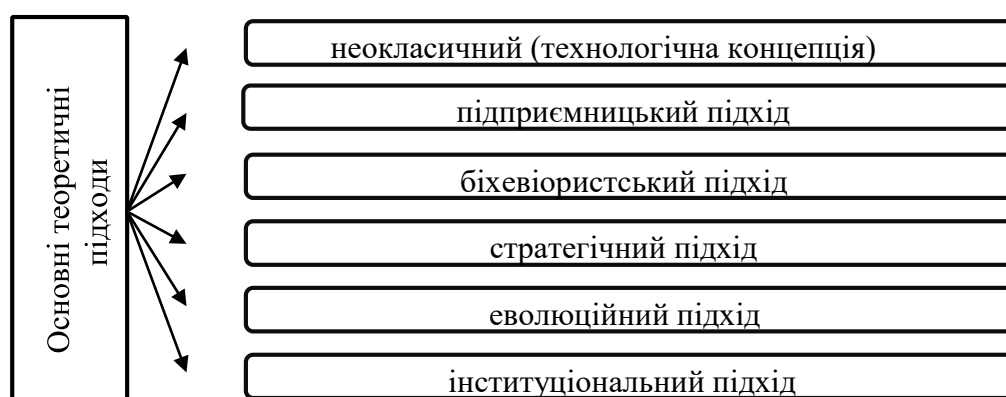 Основні теоретичні
підходи
неокласичний (технологічна концепція)
підприємницький підхід
біхевіористський підхід
стратегічний підхід
еволюційний підхід
інституціональний підхід